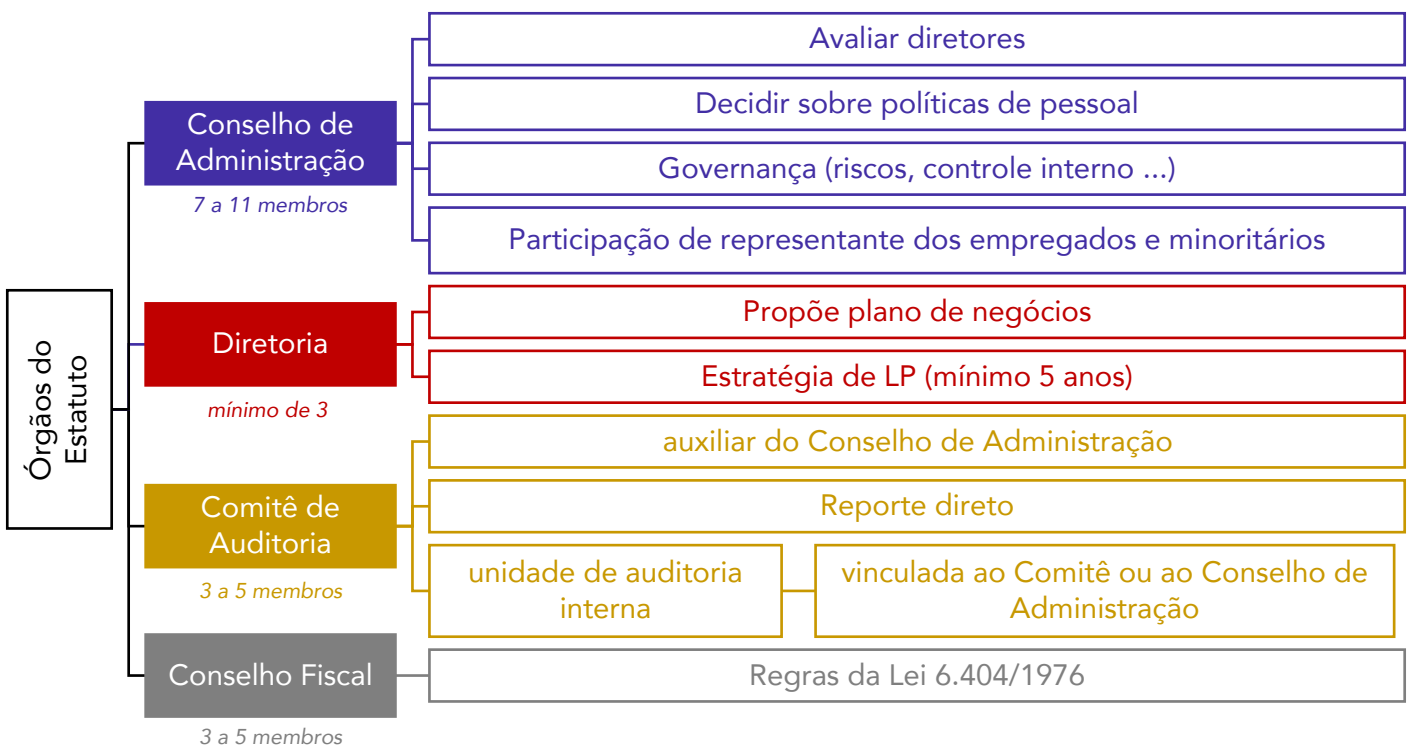 Órgãos do
Estatuto
Conselho de
Administração
7 a 11 membros
Avaliar diretores
Decidir sobre políticas de pessoal
Governança (riscos, controle interno ...)
Participação de representante dos empregados e minoritários
Diretoria
mínimo de 3
Propõe plano de negócios
Estratégia de LP (mínimo 5 anos)
Comitê de
Auditoria
3 a 5 membros
auxiliar do Conselho de Administração
Reporte direto
unidade de auditoria
interna
vinculada ao Comitê ou ao Conselho de
Administração
Conselho Fiscal
3 a 5 membros
Regras da Lei 6.404/1976